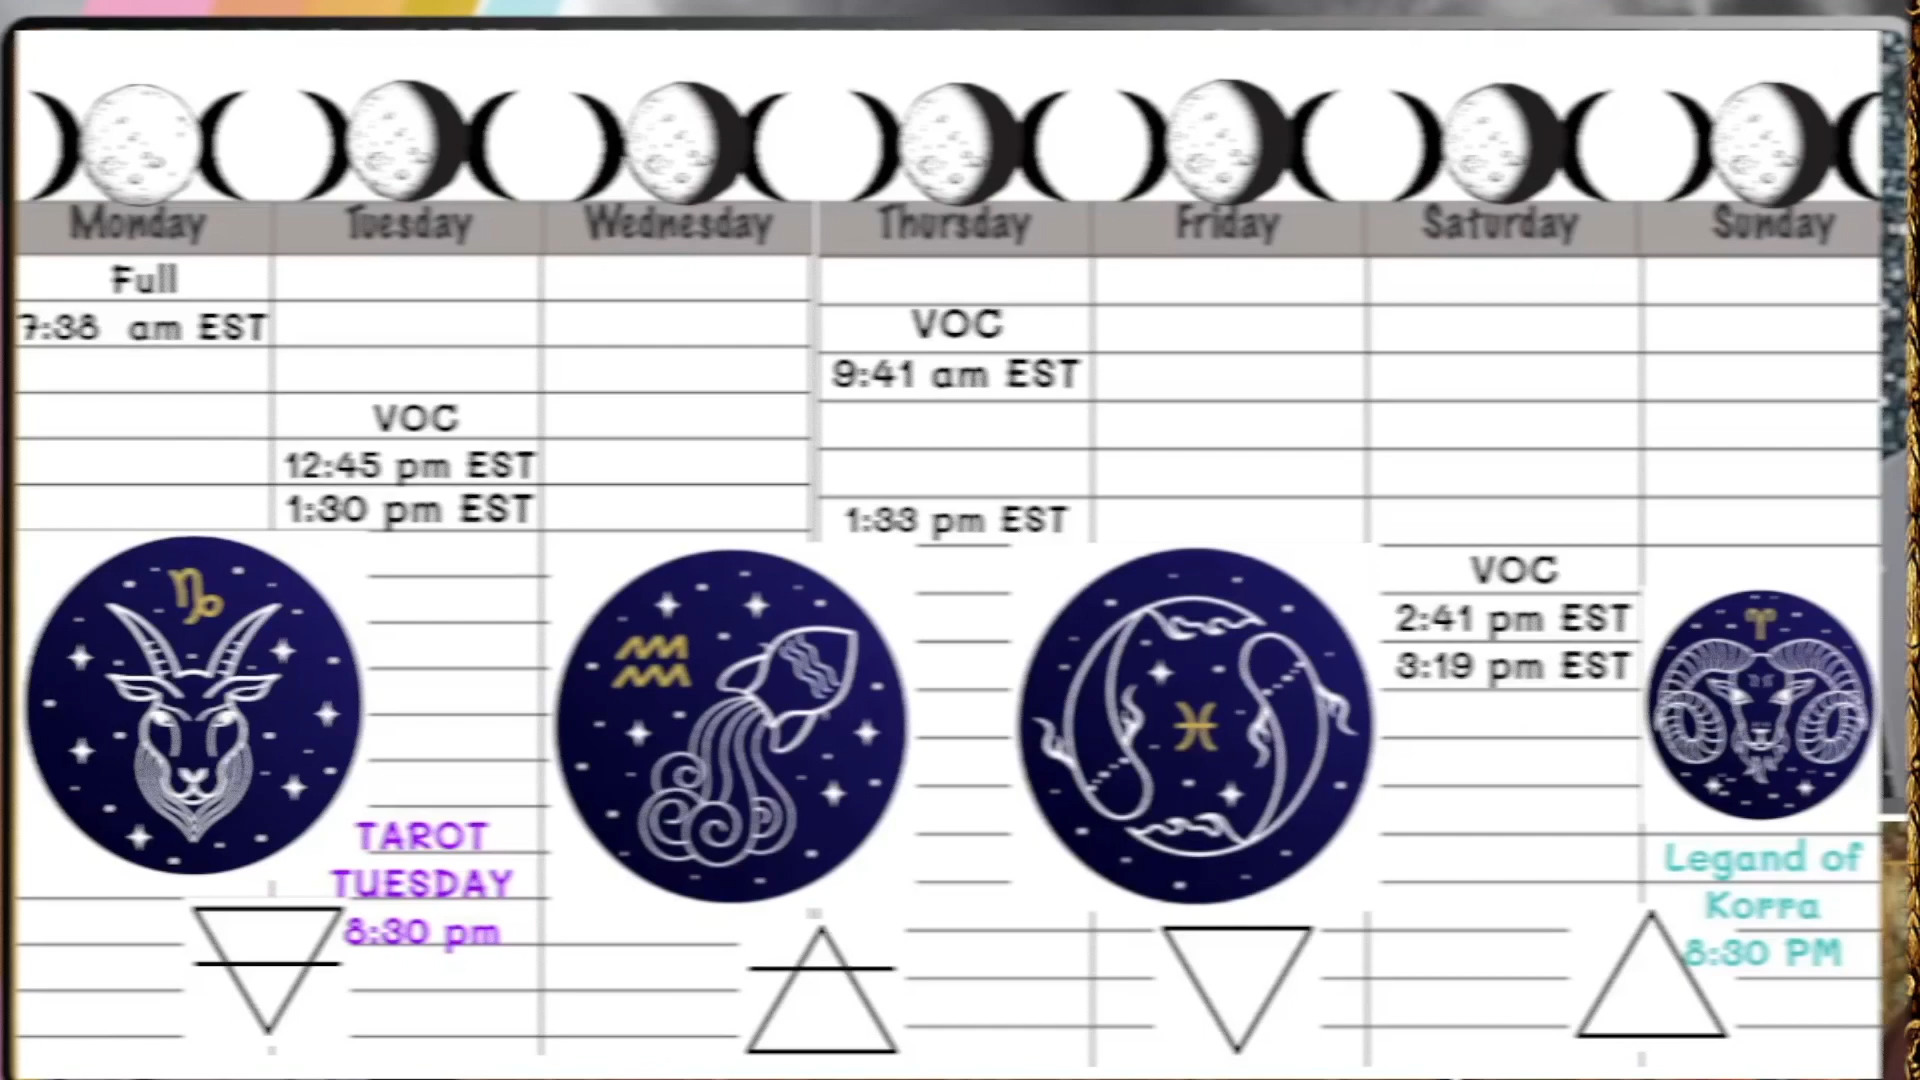 Monday Tuesday Wednesday Thursday Friday Saturday Sunday
Full
7:38 am EST
VOC
9:41 am EST
VOC
12:45 pm EST
1:30 pm EST
1:33 pm EST
VOC
2:41 pm EST
3:19 pm EST
TAROT
TUESDAY
8:30 pm
Legand of
Korra
8:30 PM